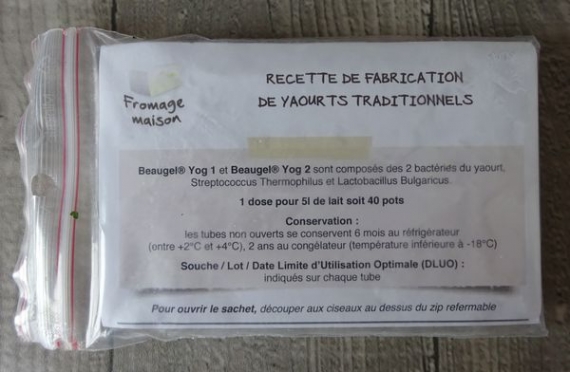 Fromage
maison
RECETTE DE FABRICATION
DE YAOURTS TRADITIONNELS
Beaugel® Yog 1 et Beaugel® Yog 2 sont composés des 2 bactéries du yaourt,
Streptococcus Thermophilus et Lactobacillus Bulgaricus.
1 dose pour 5l de lait soit 40 pots
Conservation :
les tubes non ouverts se conservent 6 mois au réfrigérateur
(entre +2°C et +4°C), 2 ans au congélateur (température inférieure à -18°C)
Souche / Lot / Date Limite d'Utilisation Optimale (DLUO) :
indiqués sur chaque tube
Pour ouvrir le sachet, découper aux ciseaux au dessus du zip refermable